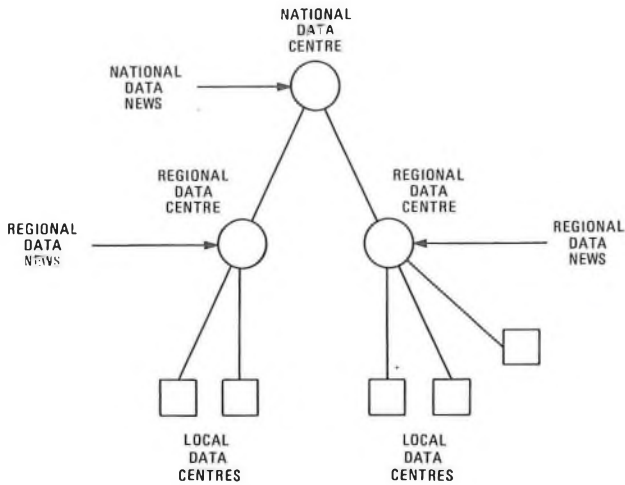 NATIONAL
DATA
CENTRE
NATIONAL
DATA
NEWS
REGIONAL
DATA
CENTRE
REGIONAL
DATA
CENTRE
REGIONAL
DATA
NEWS
REGIONAL
DATA
NEWS
LOCAL
DATA
CENTRES
LOCAL
DATA
CENTRES